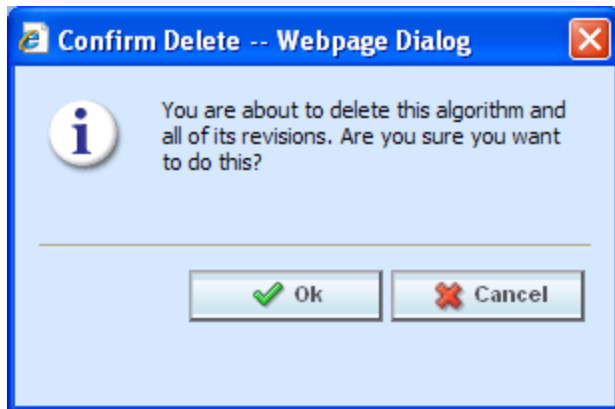 Confirm Delete -- Webpage Dialog
You are about to delete this algorithm and
all of its revisions. Are you sure you want
to do this?
Ok
Cancel